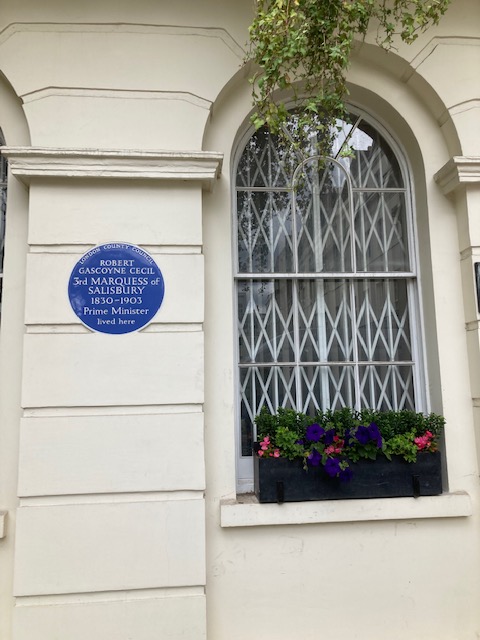 LONDON COUNTY COUNCIL
ROBERT
GASCOYNE CECIL
3rd MARQUESS of
SALISBURY
1830-1903
Prime Minister
lived here